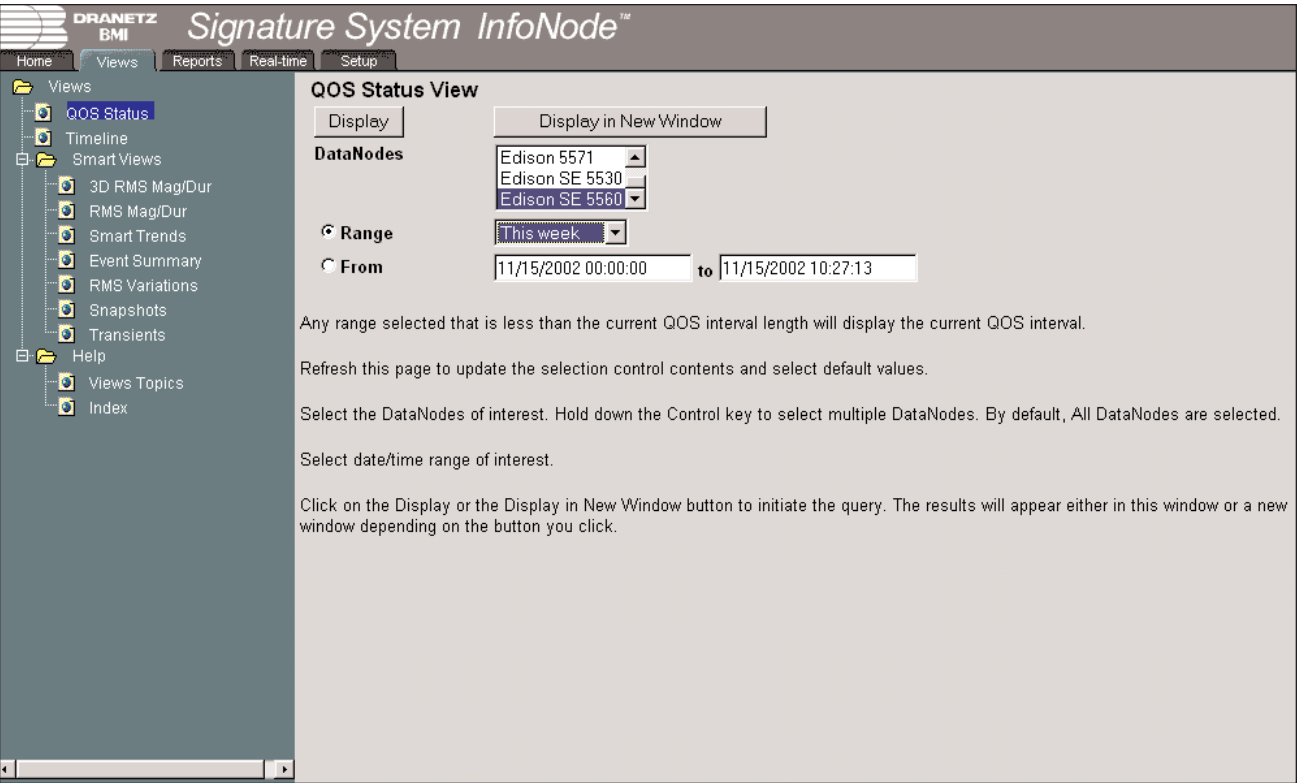 DRANETZ
BMI
Signature System InfoNode™
Home Views Reports Real-time Setup
Views
QOS Status
Timeline
Smart Views
3D RMS Mag/Dur
RMS Mag/Dur
Smart Trends
Event Summary
RMS Variations
Snapshots
Transients
Help
Views Topics
Index
QOS Status View
Display Display in New Window
DataNodes
Edison 5571
Edison SE 5530
Edison SE 5560
Range This week
From 11/15/2002 00:00:00 to 11/15/2002 10:27:13
Any range selected that is less than the current QOS interval length will display the current QOS interval.
Refresh this page to update the selection control contents and select default values.
Select the DataNodes of interest. Hold down the Control key to select multiple DataNodes. By default, All DataNodes are selected.
Select date/time range of interest.
Click on the Display or the Display in New Window button to initiate the query. The results will appear either in this window or a new
window depending on the button you click.